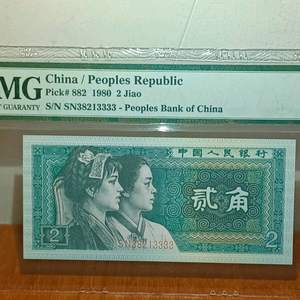 MG
China / Peoples Republic
Pick# 882 1980 2 Jiao
GUARANTY
S/N SN38213333 - Peoples Bank of China
中国人民银行
贰角
2
SN38213333
2